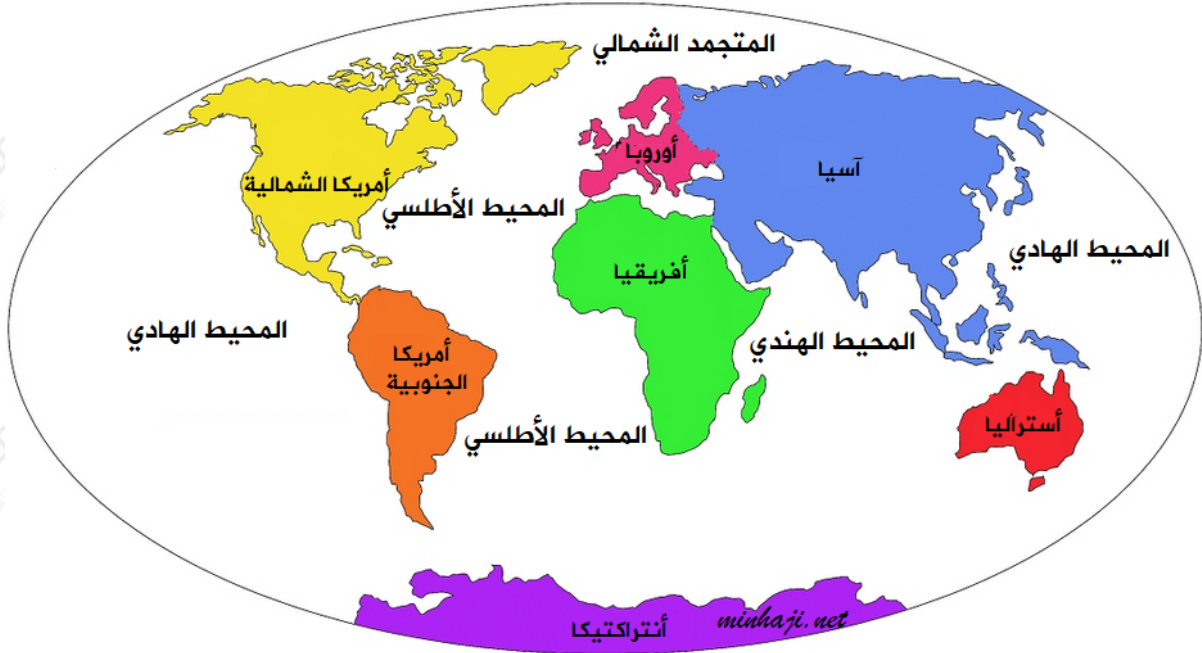 المتجمد الشمالي
أوروبا
آسيا
أمريكا الشمالية
المحيط الأطلسي
المحيط الهادي
أفريقيا
المحيط الهادي
المحيط الهندي
أمريكا
الجنوبية
أستراليا
المحيط الأطلسي
أنتراكتيكا
minhaji.net